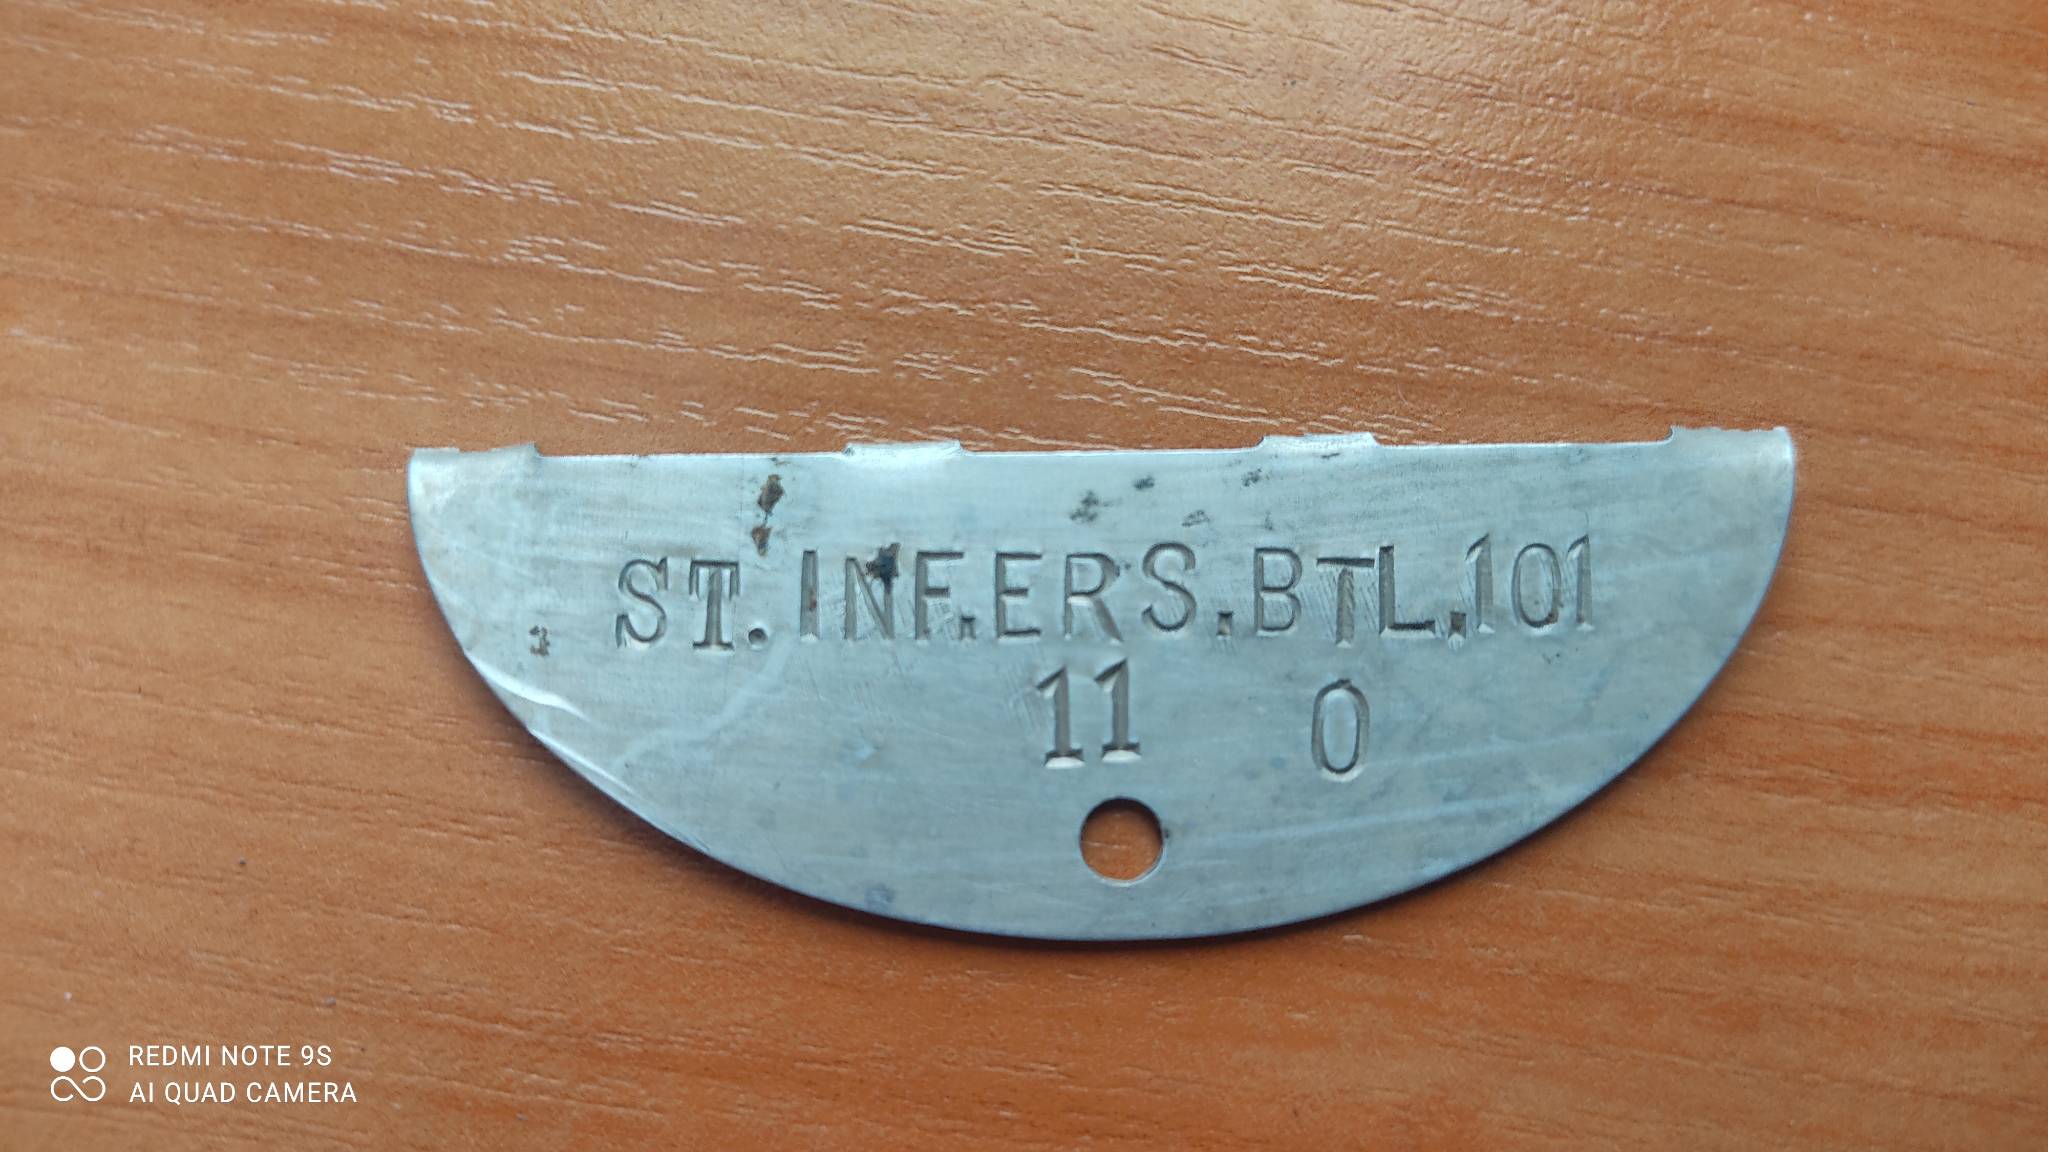 ST. INF.ERS.BTL.101
11 0
REDMI NOTE 9S
AI QUAD CAMERA